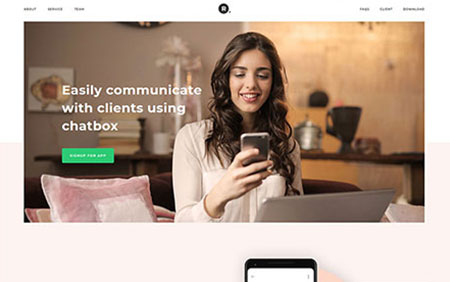 ABOUT
SERVICE
TEAM
R.
FAQS
CLIENT
DOWNLOAD
Easily communicate
with clients using
chatbox
SIGNUP FOR APP